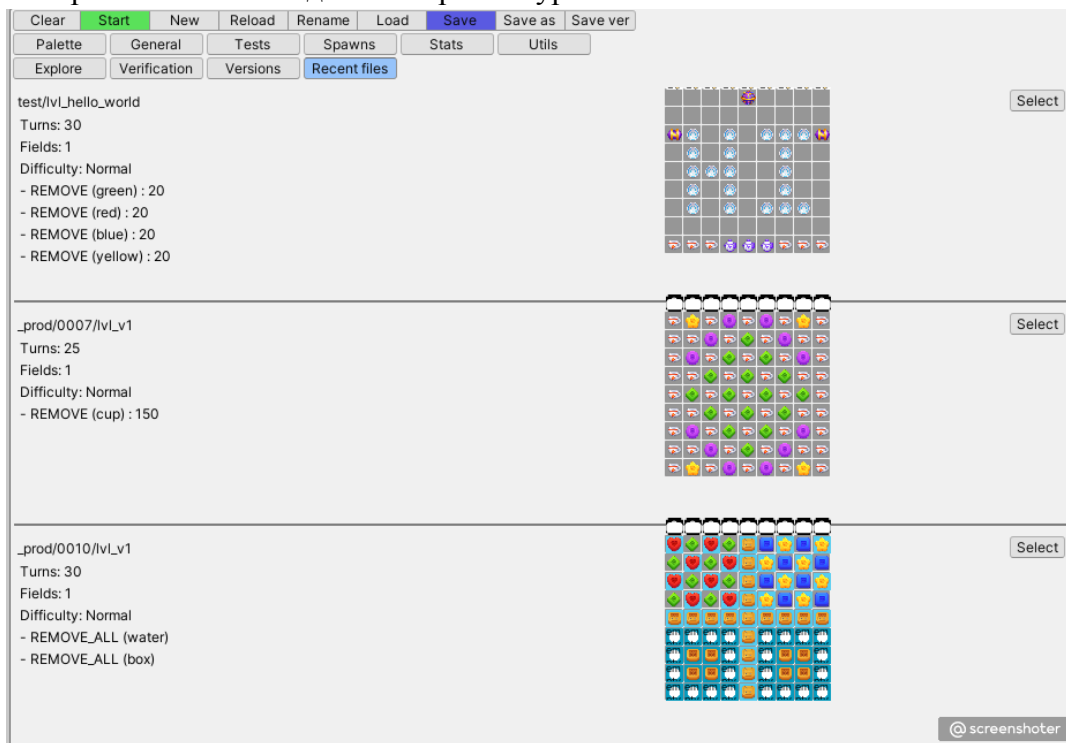 Clear Start New Reload Rename Load Save Save as Save ver
Palette General Tests Spawns Stats Utils
Explore Verification Versions Recent files
test/lvl_hello_world
Select
Turns: 30
Fields: 1
Difficulty: Normal
- REMOVE (green) : 20
- REMOVE (red) : 20
- REMOVE (blue) : 20
- REMOVE (yellow) : 20
_prod/0007/lvl_v1
Select
Turns: 25
Fields: 1
Difficulty: Normal
- REMOVE (cup) : 150
_prod/0010/lvl_v1
Select
Turns: 30
Fields: 1
Difficulty: Normal
- REMOVE_ALL (water)
- REMOVE_ALL (box)
@screenshoter